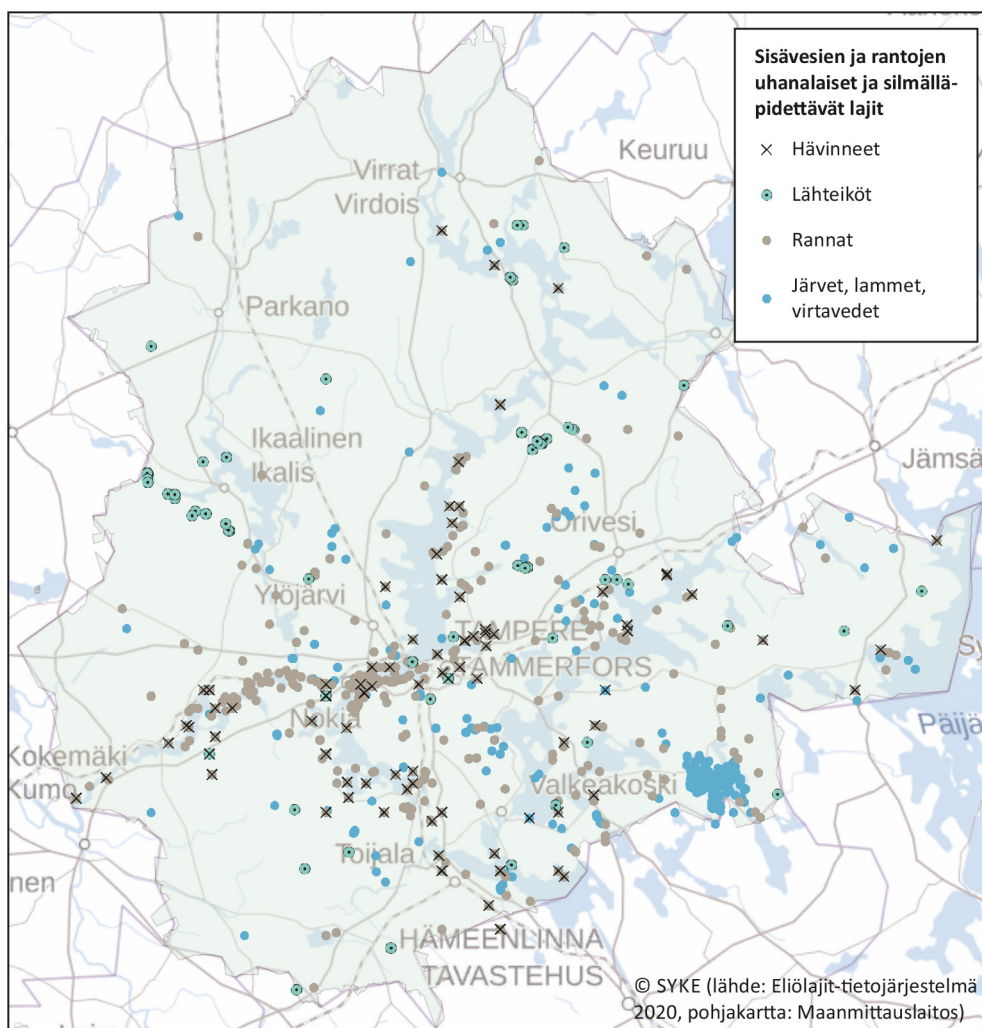 Sisävesien ja rantojen
uhanalaiset ja silmällä-
pidettävät lajit
Hävinneet
Lähteiköt
Rannat
Järvet, lammet,
virtavedet
Keuruu
Virrat
Virdois
Parkano
Ikaalinen
Ikalis
Jämsä
Orivesi
Ylöjärvi
TAMPERE
TAMMERFORS
Nokia
Päijä
Kokemäki
Kumo
Valkeakoski
Toijala
nen
HÄMEENLINNA
TAVASTEHUS
© SYKE (lähde: Eliölajit-tietojärjestelmä
2020, pohjakartta: Maanmittauslaitos)